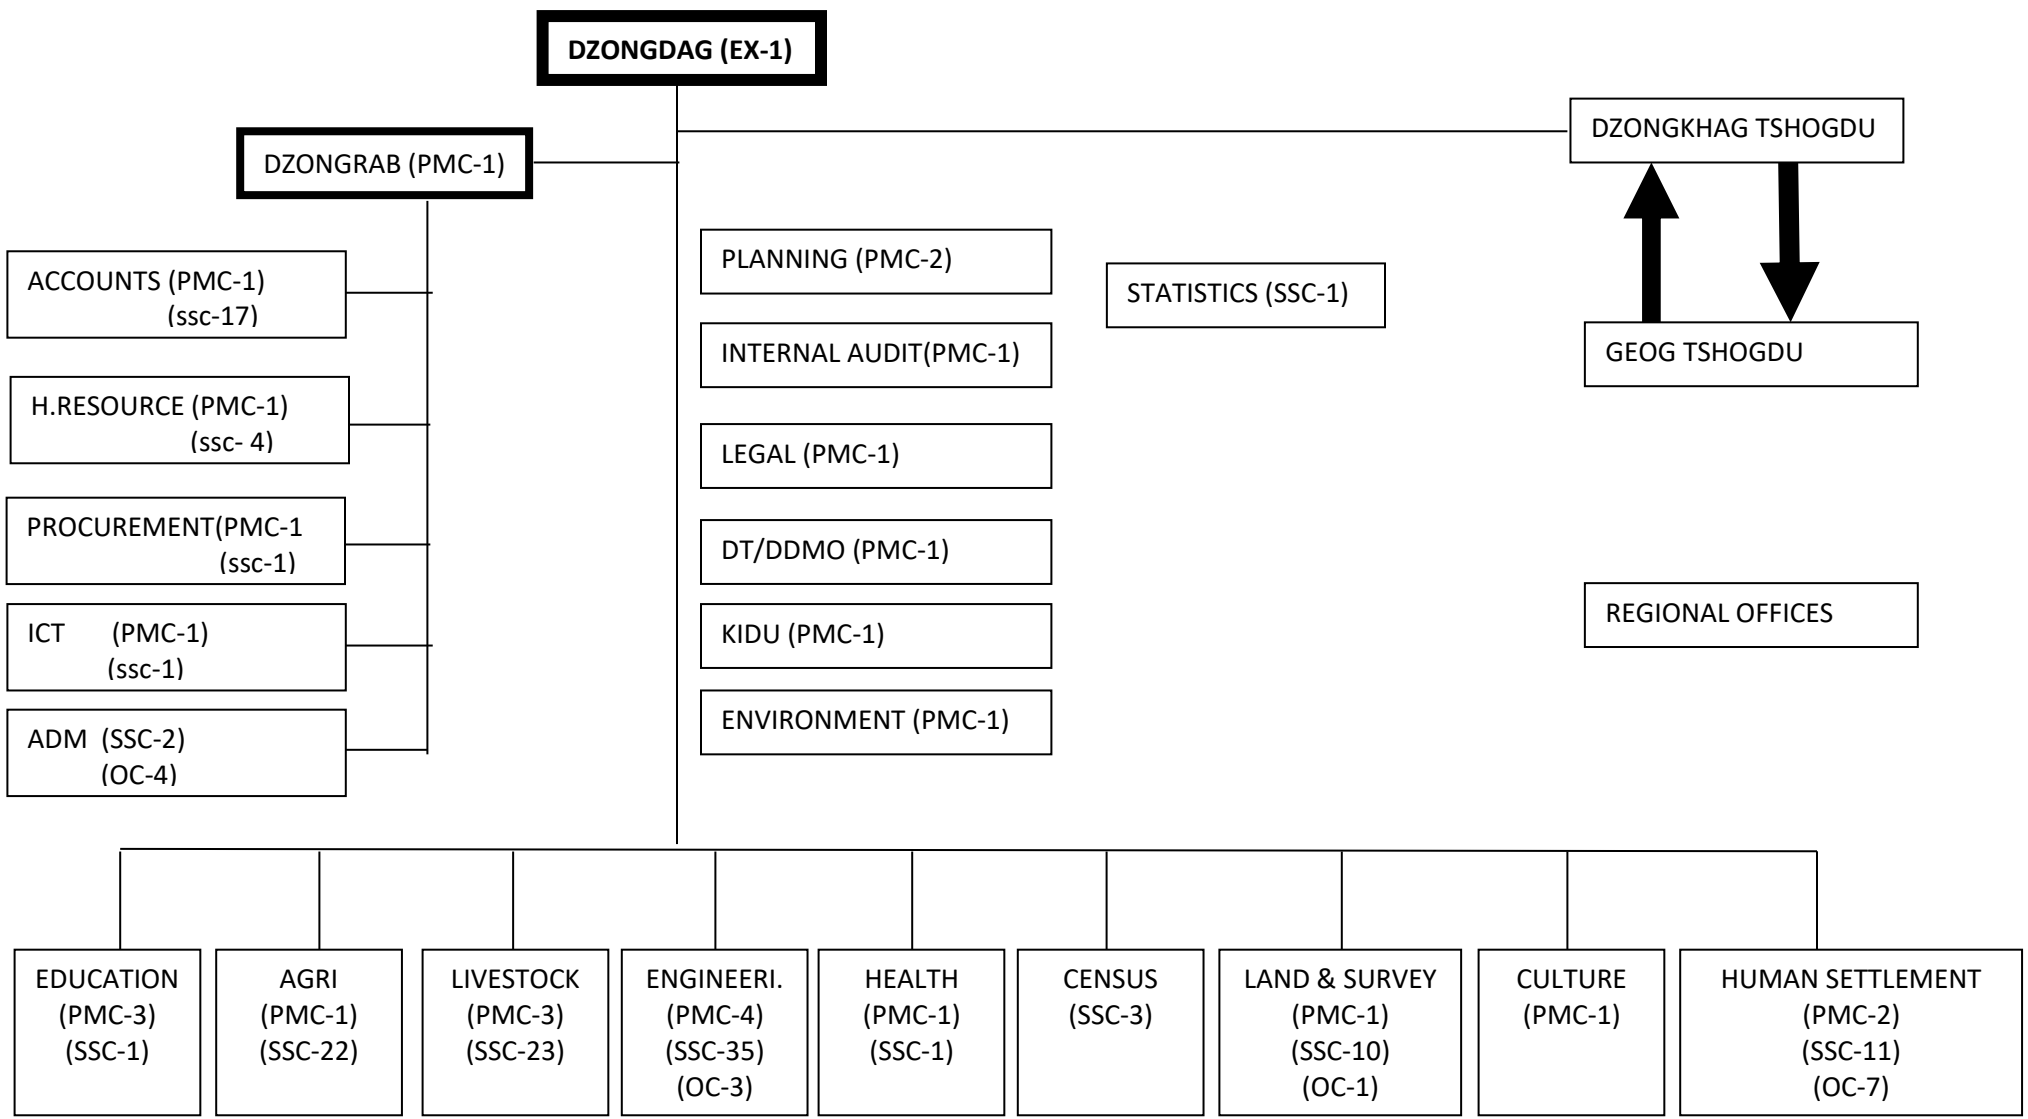 DZONGDAG (EX-1)
DZONGKHAG TSHOGDU
DZONGRAB (PMC-1)
ACCOUNTS (PMC-1)
(ssc-17)
H.RESOURCE (PMC-1)
(ssc- 4)
PROCUREMENT(PMC-1
(ssc-1)
ICT (PMC-1)
(ssc-1)
ADM (SSC-2)
(OC-4)
PLANNING (PMC-2)
INTERNAL AUDIT(PMC-1)
LEGAL (PMC-1)
DT/DDMO (PMC-1)
KIDU (PMC-1)
ENVIRONMENT (PMC-1)
STATISTICS (SSC-1)
GEOG TSHOGDU
REGIONAL OFFICES
EDUCATION
(PMC-3)
(SSC-1)
AGRI
(PMC-1)
(SSC-22)
LIVESTOCK
(PMC-3)
(SSC-23)
ENGINEERI.
(PMC-4)
(SSC-35)
(OC-3)
HEALTH
(PMC-1)
(SSC-1)
CENSUS
(SSC-3)
LAND & SURVEY
(PMC-1)
(SSC-10)
(OC-1)
CULTURE
(PMC-1)
HUMAN SETTLEMENT
(PMC-2)
(SSC-11)
(OC-7)